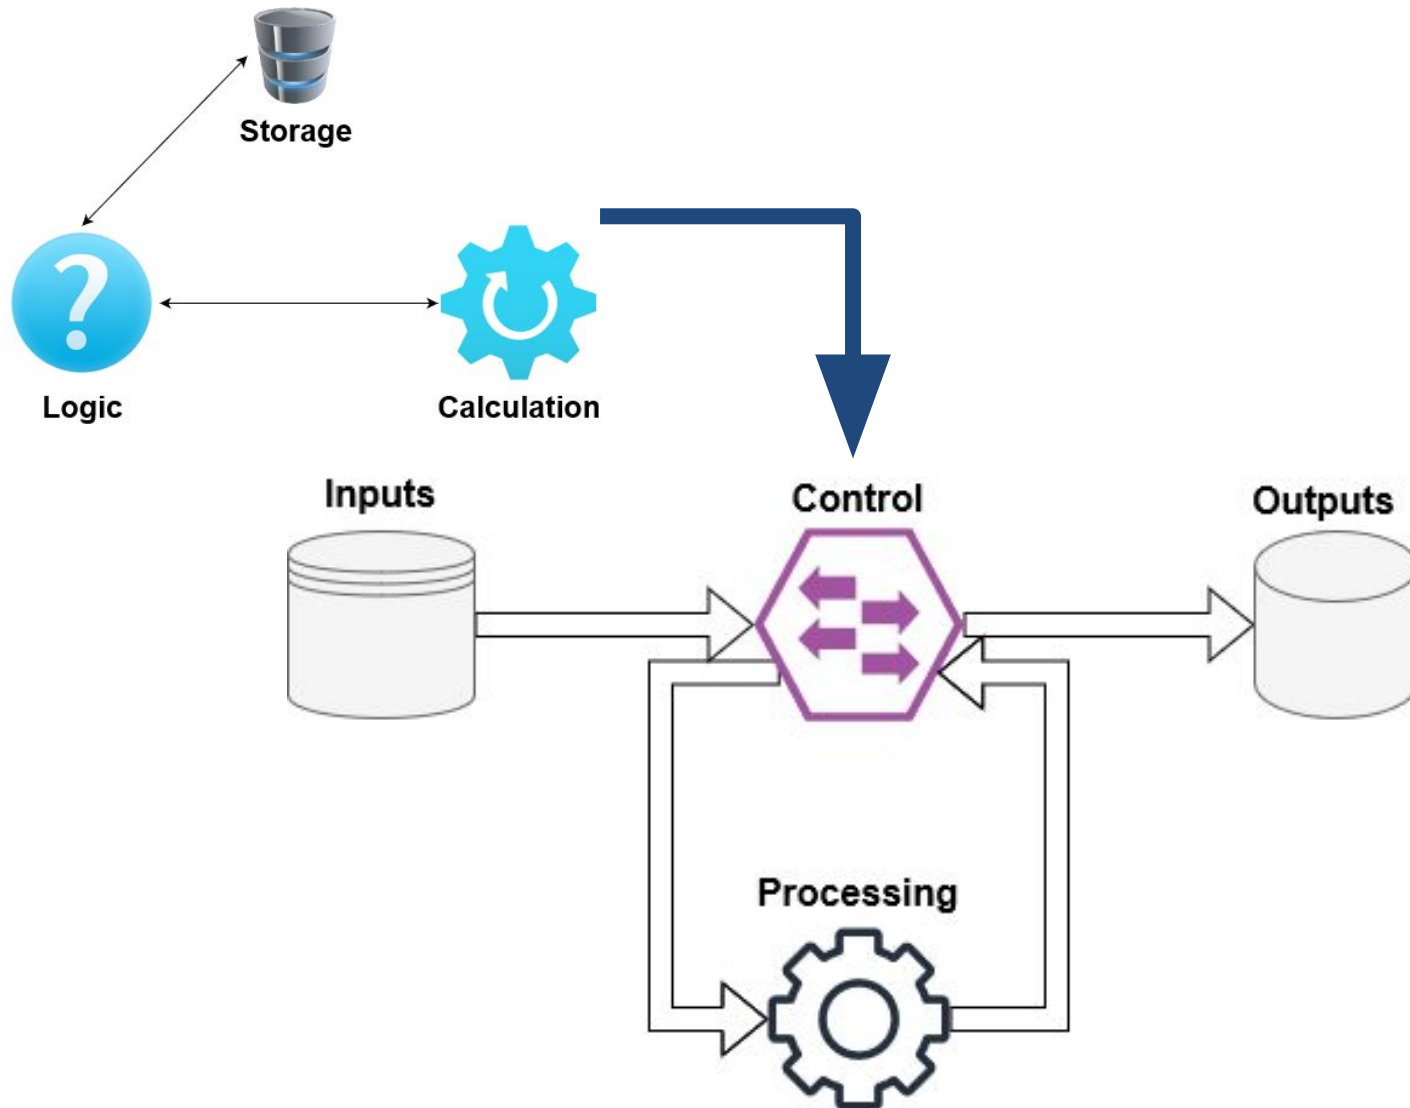 Storage
Logic
Calculation
Inputs
Control
Outputs
Processing